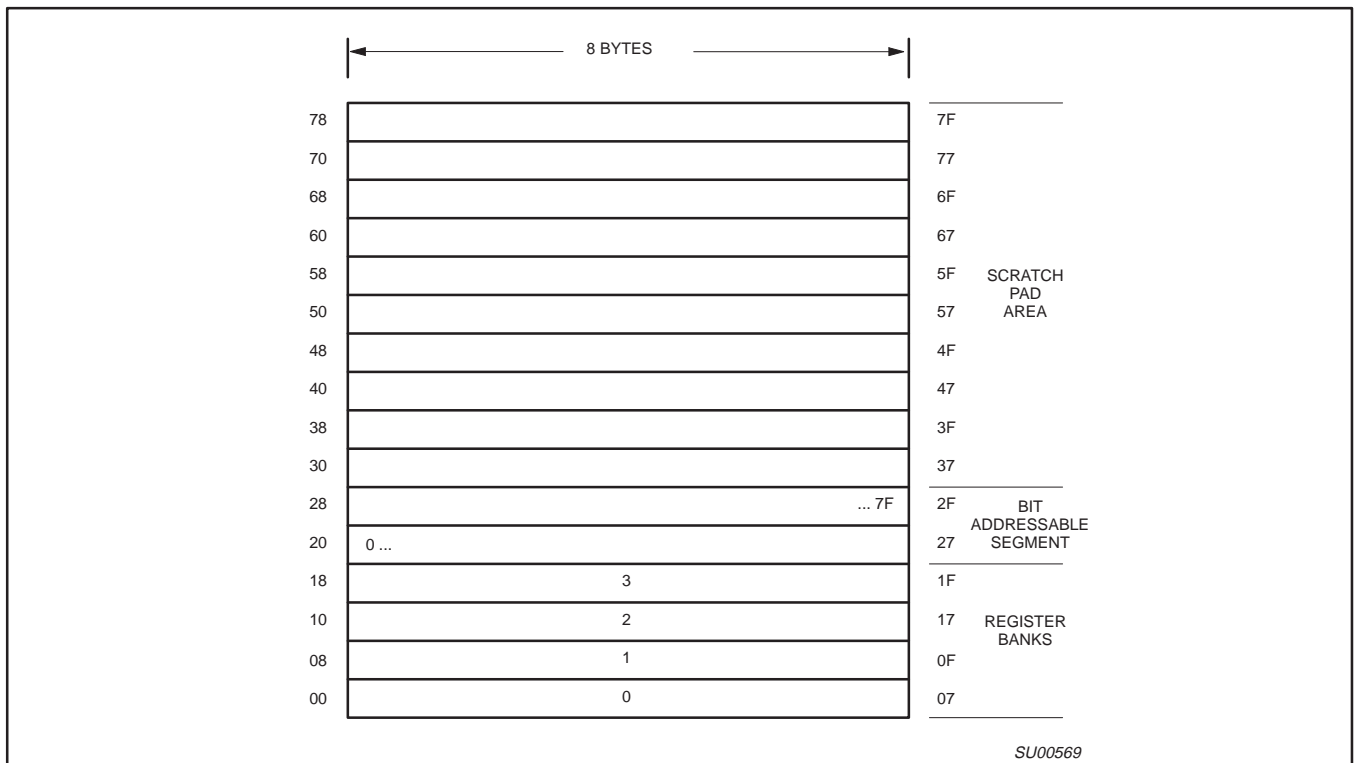 8 BYTES
78 7F
70 77
68 6F
60 67
58 5F SCRATCH
PAD
50 57 AREA
48 4F
40 47
38 3F
30 37
28 ... 7F 2F BIT
ADDRESSABLE
20 0 ... 27 SEGMENT
18 3 1F
10 2 17 REGISTER
BANKS
08 1 0F
00 0 07
SU00569